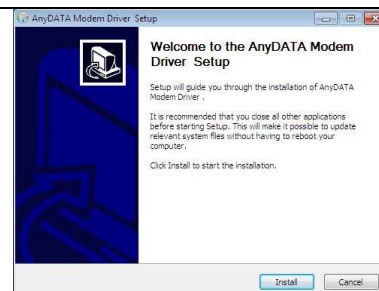 AnyDATA Modem Driver Setup
Welcome to the AnyDATA Modem
Driver Setup
Setup will guide you through the installation of AnyDATA
Modem Driver .
It is recommended that you close all other applications
before starting Setup. This will make it possible to update
relevant system files without having to reboot your
computer.
Click Install to start the installation.
Install
Cancel